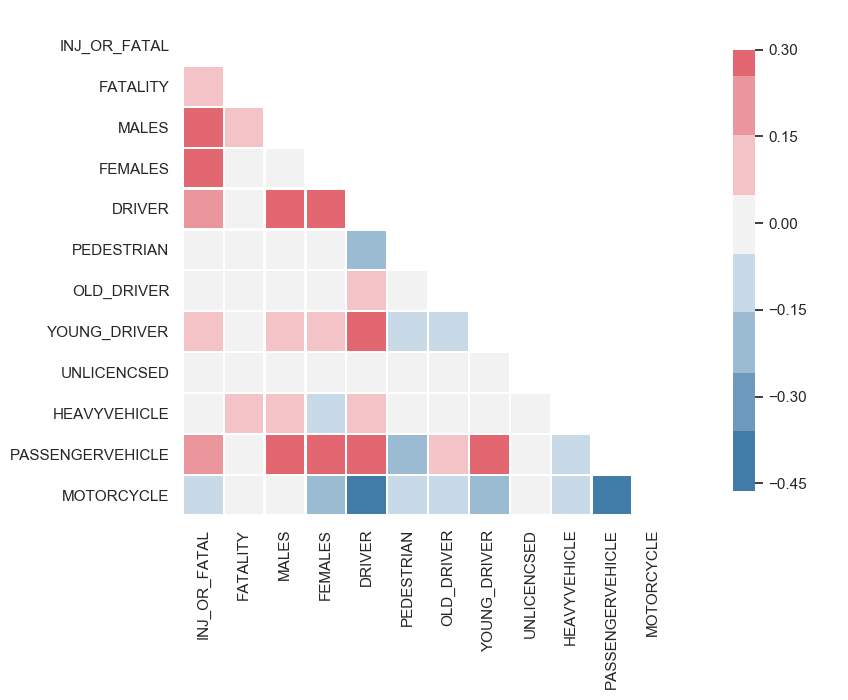 INJ_OR_FATAL
FATALITY
MALES
FEMALES
DRIVER
PEDESTRIAN
OLD_DRIVER
YOUNG_DRIVER
UNLICENCSED
HEAVYVEHICLE
PASSENGERVEHICLE
MOTORCYCLE
INJ_OR_FATAL
FATALITY
MALES
FEMALES
DRIVER
PEDESTRIAN
OLD_DRIVER
YOUNG_DRIVER
UNLICENCSED
HEAVYVEHICLE
PASSENGERVEHICLE
MOTORCYCLE
0.30
0.15
0.00
−0.15
−0.30
−0.45